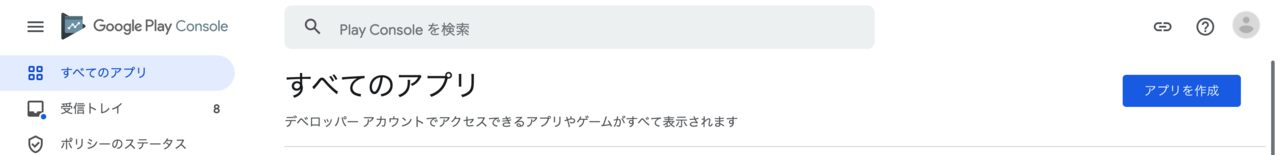 Google Play Console
Play Console を検索
すべてのアプリ
受信トレイ 8
ポリシーのステータス
すべてのアプリ
アプリを作成
デベロッパー アカウントでアクセスできるアプリやゲームがすべて表示されます